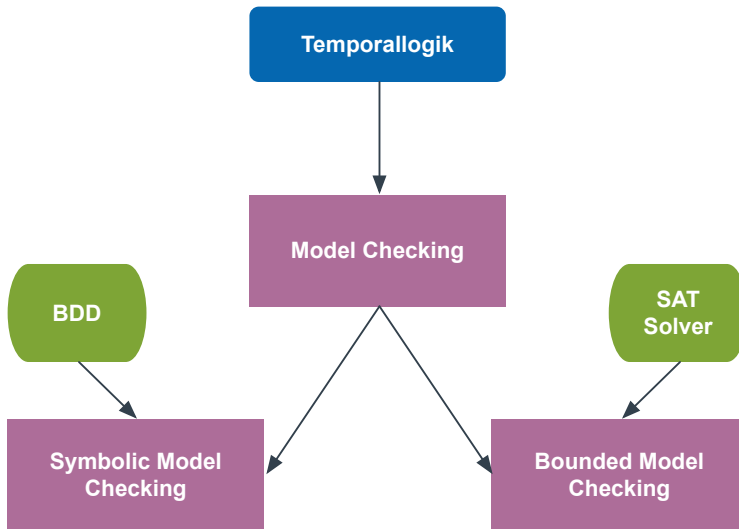 Temporallogik
Model Checking
BDD
SAT
Solver
Symbolic Model
Checking
Bounded Model
Checking